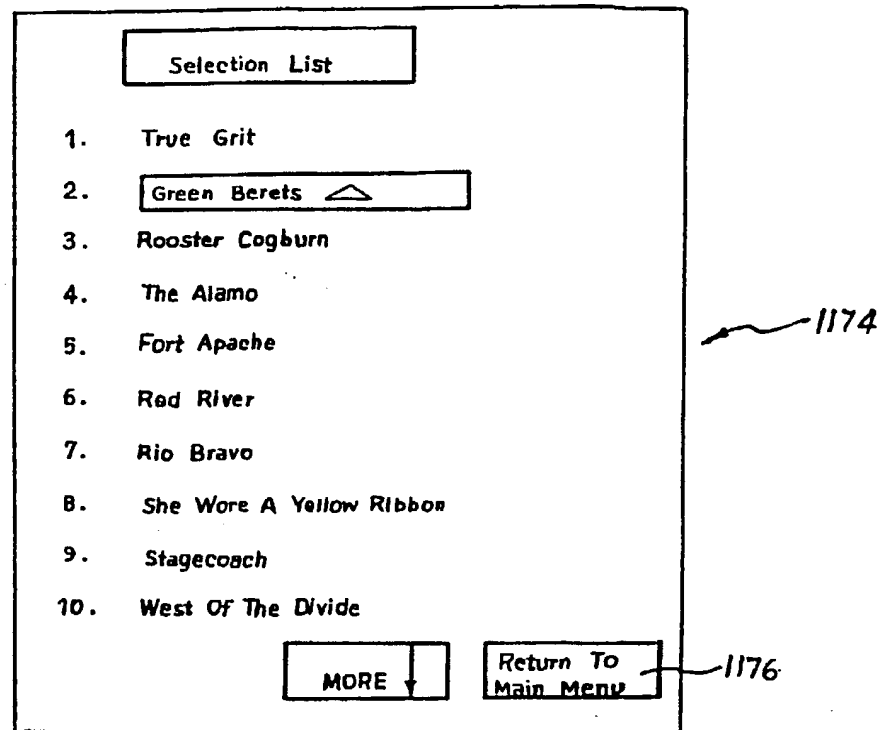 Selection List
1. True Grit
2. Green Berets
3. Rooster Cogburn
4. The Alamo
5. Fort Apache
6. Red River
7. Rio Bravo
8. She Wore A Yellow Ribbon
9. Stagecoach
10. West Of The Divide
1174
MORE
Return To
Main Menu
1176